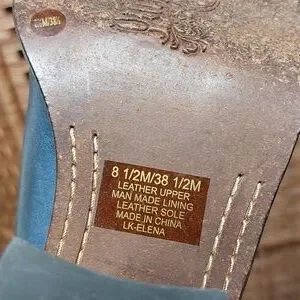 8 1/2M/38 1/2M
LEATHER UPPER
MAN MADE LINING
LEATHER SOLE
MADE IN CHINA
LK-ELENA